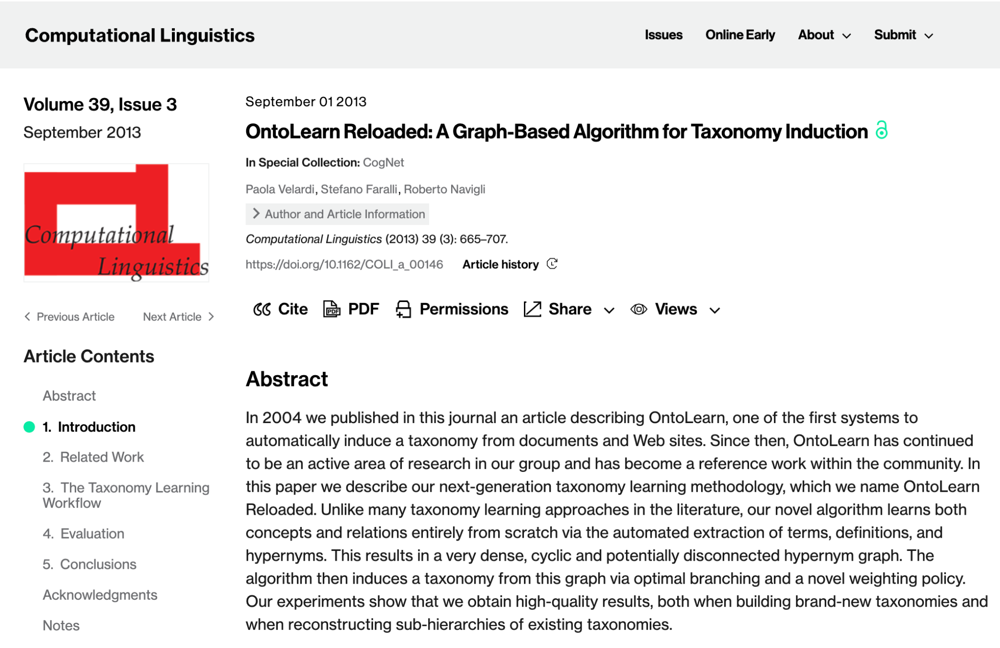 Computational Linguistics
Issues Online Early About Submit
Volume 39, Issue 3
September 2013
Computational
Linguistics
Previous Article Next Article
Article Contents
Abstract
1. Introduction
2. Related Work
3. The Taxonomy Learning
Workflow
4. Evaluation
5. Conclusions
Acknowledgments
Notes
September 01 2013
OntoLearn Reloaded: A Graph-Based Algorithm for Taxonomy Induction
In Special Collection: CogNet
Paola Velardi, Stefano Faralli, Roberto Navigli
Author and Article Information
Computational Linguistics (2013) 39 (3): 665–707.
https://doi.org/10.1162/COLI_a_00146 Article history
Cite PDF Permissions Share Views
Abstract
In 2004 we published in this journal an article describing OntoLearn, one of the first systems to
automatically induce a taxonomy from documents and Web sites. Since then, OntoLearn has continued
to be an active area of research in our group and has become a reference work within the community. In
this paper we describe our next-generation taxonomy learning methodology, which we name OntoLearn
Reloaded. Unlike many taxonomy learning approaches in the literature, our novel algorithm learns both
concepts and relations entirely from scratch via the automated extraction of terms, definitions, and
hypernyms. This results in a very dense, cyclic and potentially disconnected hypernym graph. The
algorithm then induces a taxonomy from this graph via optimal branching and a novel weighting policy.
Our experiments show that we obtain high-quality results, both when building brand-new taxonomies and
when reconstructing sub-hierarchies of existing taxonomies.